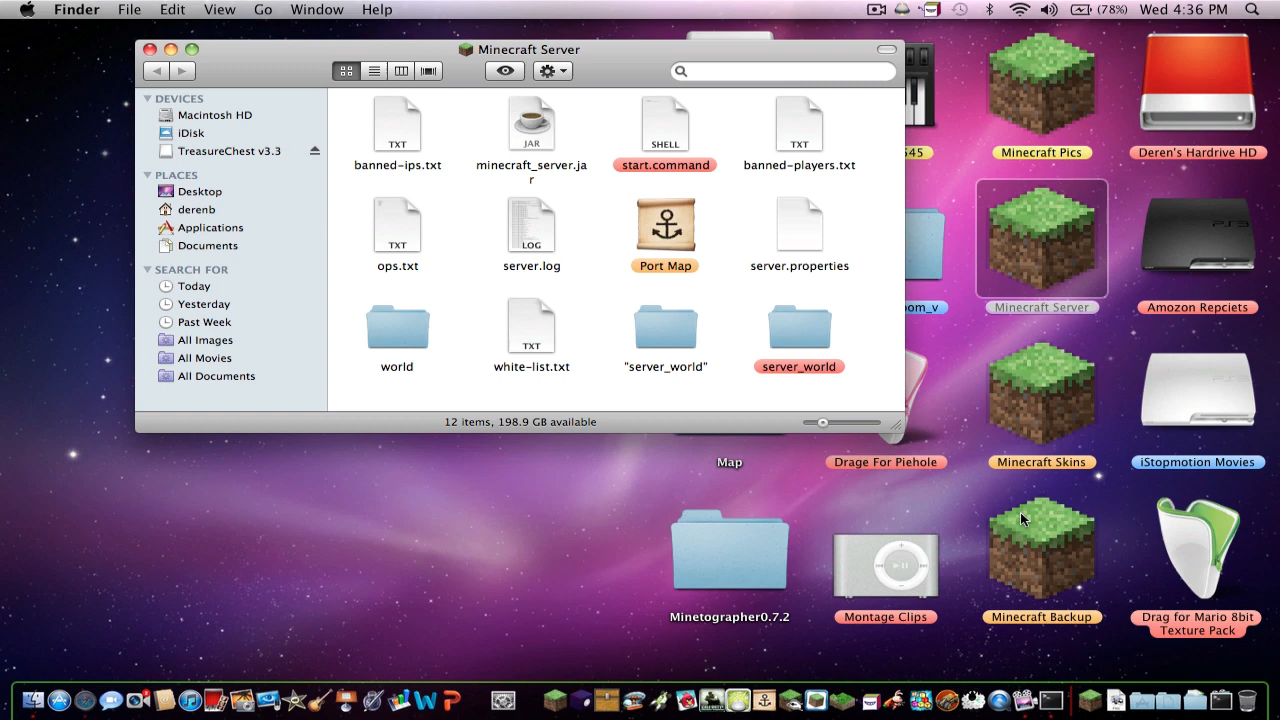 Finder File Edit View Go Window Help (78%) Wed 4:36 PM
Minecraft Server
DEVICES
Macintosh HD
iDisk
TreasureChest v3.3
PLACES
Desktop
derenb
Applications
Documents
SEARCH FOR
Today
Yesterday
Past Week
All Images
All Movies
All Documents
TXT JAR SHELL TXT
banned-ips.txt minecraft_server.ja
r start.command banned-players.txt
TXT LOG
ops.txt server.log Port Map server.properties
TXT
world white-list.txt "server_world" server_world
12 items, 198.9 GB available
545 Minecraft Pics Deren's Hardrive HD
PS3
oom_v Minecraft Server Amazon Repciets
Map Drage For Piehole Minecraft Skins iStopmotion Movies
Minetographer0.7.2 Montage Clips Minecraft Backup Drag for Mario 8bit
Texture Pack